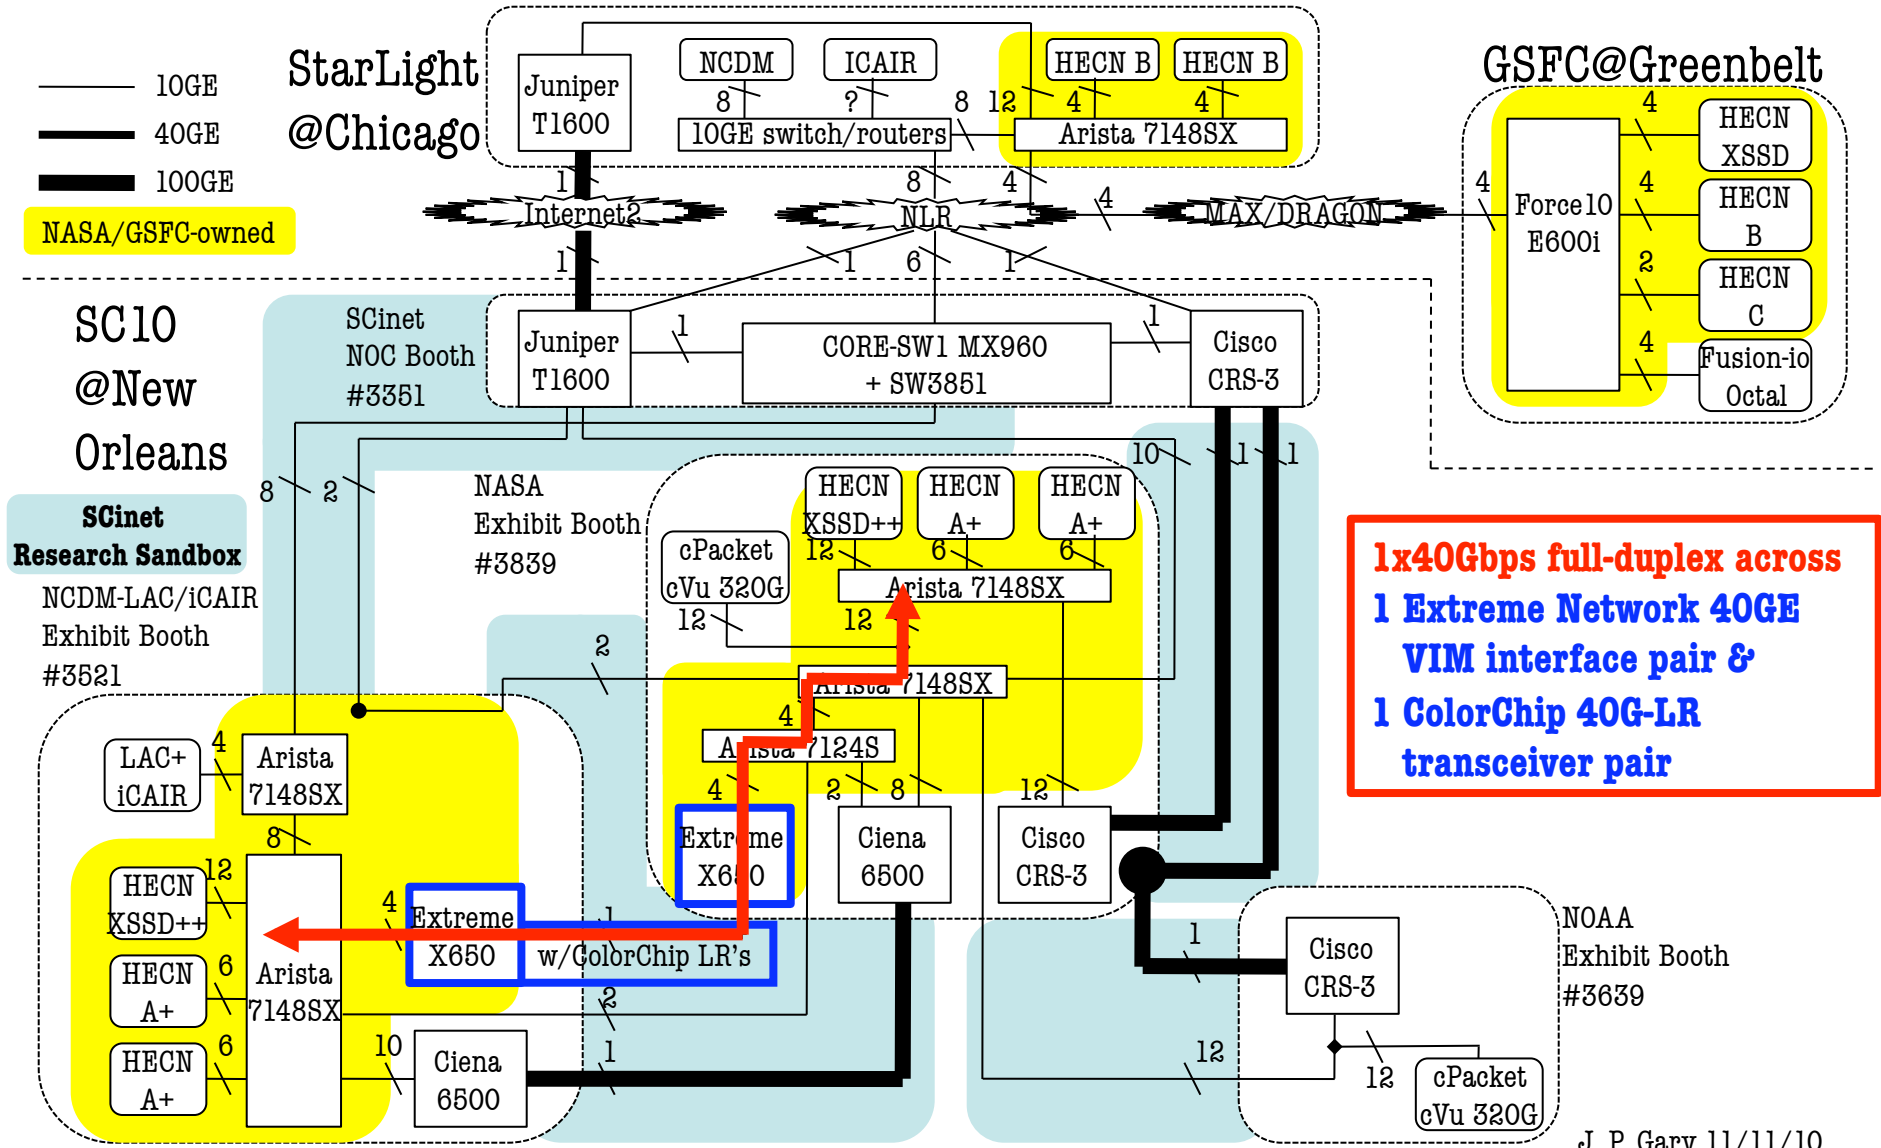 10GE
40GE
100GE
NASA/GSFC-owned
StarLight
@Chicago
Juniper
T1600
NCDM
ICAIR
HECN B
HECN B
8
?
8
12
4
4
10GE switch/routers
Arista 7148SX
1
8
4
Internet2
NLR
4
MAX/DRAGON
4
1
1
6
1
GSFC@Greenbelt
Force10
E600i
4
HECN
XSSD
4
HECN
B
2
HECN
C
4
Fusion-io
Octal
SC10
@New
Orleans
SCinet
NOC Booth
#3351
Juniper
T1600
1
CORE-SW1 MX960
+ SW3851
1
Cisco
CRS-3
8
2
10
1
1
SCinet
Research Sandbox
NASA
Exhibit Booth
#3839
HECN
XSSD++
HECN
A+
HECN
A+
cPacket
cVu 320G
12
6
6
Arista 7148SX
12
12
2
Arista 7148SX
4
Arista 7124S
4
2
8
12
Extreme
X650
Ciena
6500
Cisco
CRS-3
1x40Gbps full-duplex across
1 Extreme Network 40GE
VIM interface pair &
1 ColorChip 40G-LR
transceiver pair
NCDM-LAC/iCAIR
Exhibit Booth
#3521
LAC+
iCAIR
4
Arista
7148SX
8
HECN
XSSD++
12
HECN
A+
6
HECN
A+
6
Arista
7148SX
4
Extreme
X650
1
w/ColorChip LR's
2
10
Ciena
6500
1
NOAA
Exhibit Booth
#3639
1
Cisco
CRS-3
12
12
cPacket
cVu 320G
J. P. Gary 11/11/10